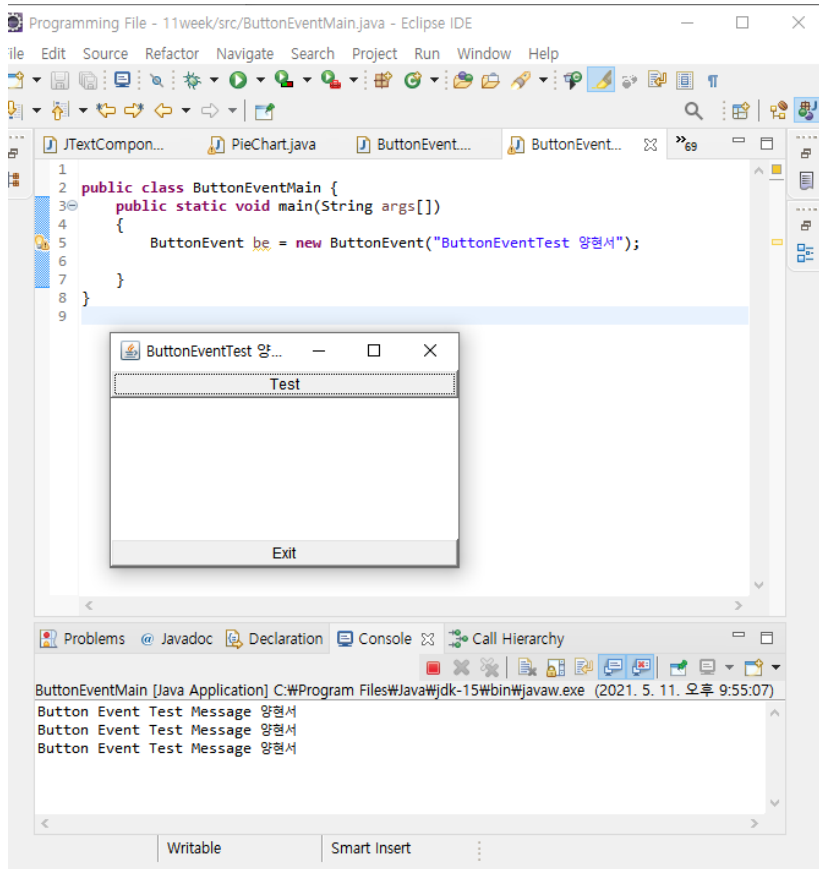 Programming File - 11week/src/ButtonEventMain.java - Eclipse IDE
File Edit Source Refactor Navigate Search Project Run Window Help
JTextCompon... PieChart.java ButtonEvent.... ButtonEvent... »69
1
2 public class ButtonEventMain {
3 public static void main(String args[])
4 {
5 ButtonEvent be = new ButtonEvent("ButtonEventTest 양현서");
6
7 }
8 }
9
ButtonEventTest 양...
Test
Exit
Problems @ Javadoc Declaration Console Call Hierarchy
ButtonEventMain [Java Application] C:₩Program Files₩Java₩jdk-15₩bin₩javaw.exe (2021. 5. 11. 오후 9:55:07)
Button Event Test Message 양현서
Button Event Test Message 양현서
Button Event Test Message 양현서
Writable Smart Insert